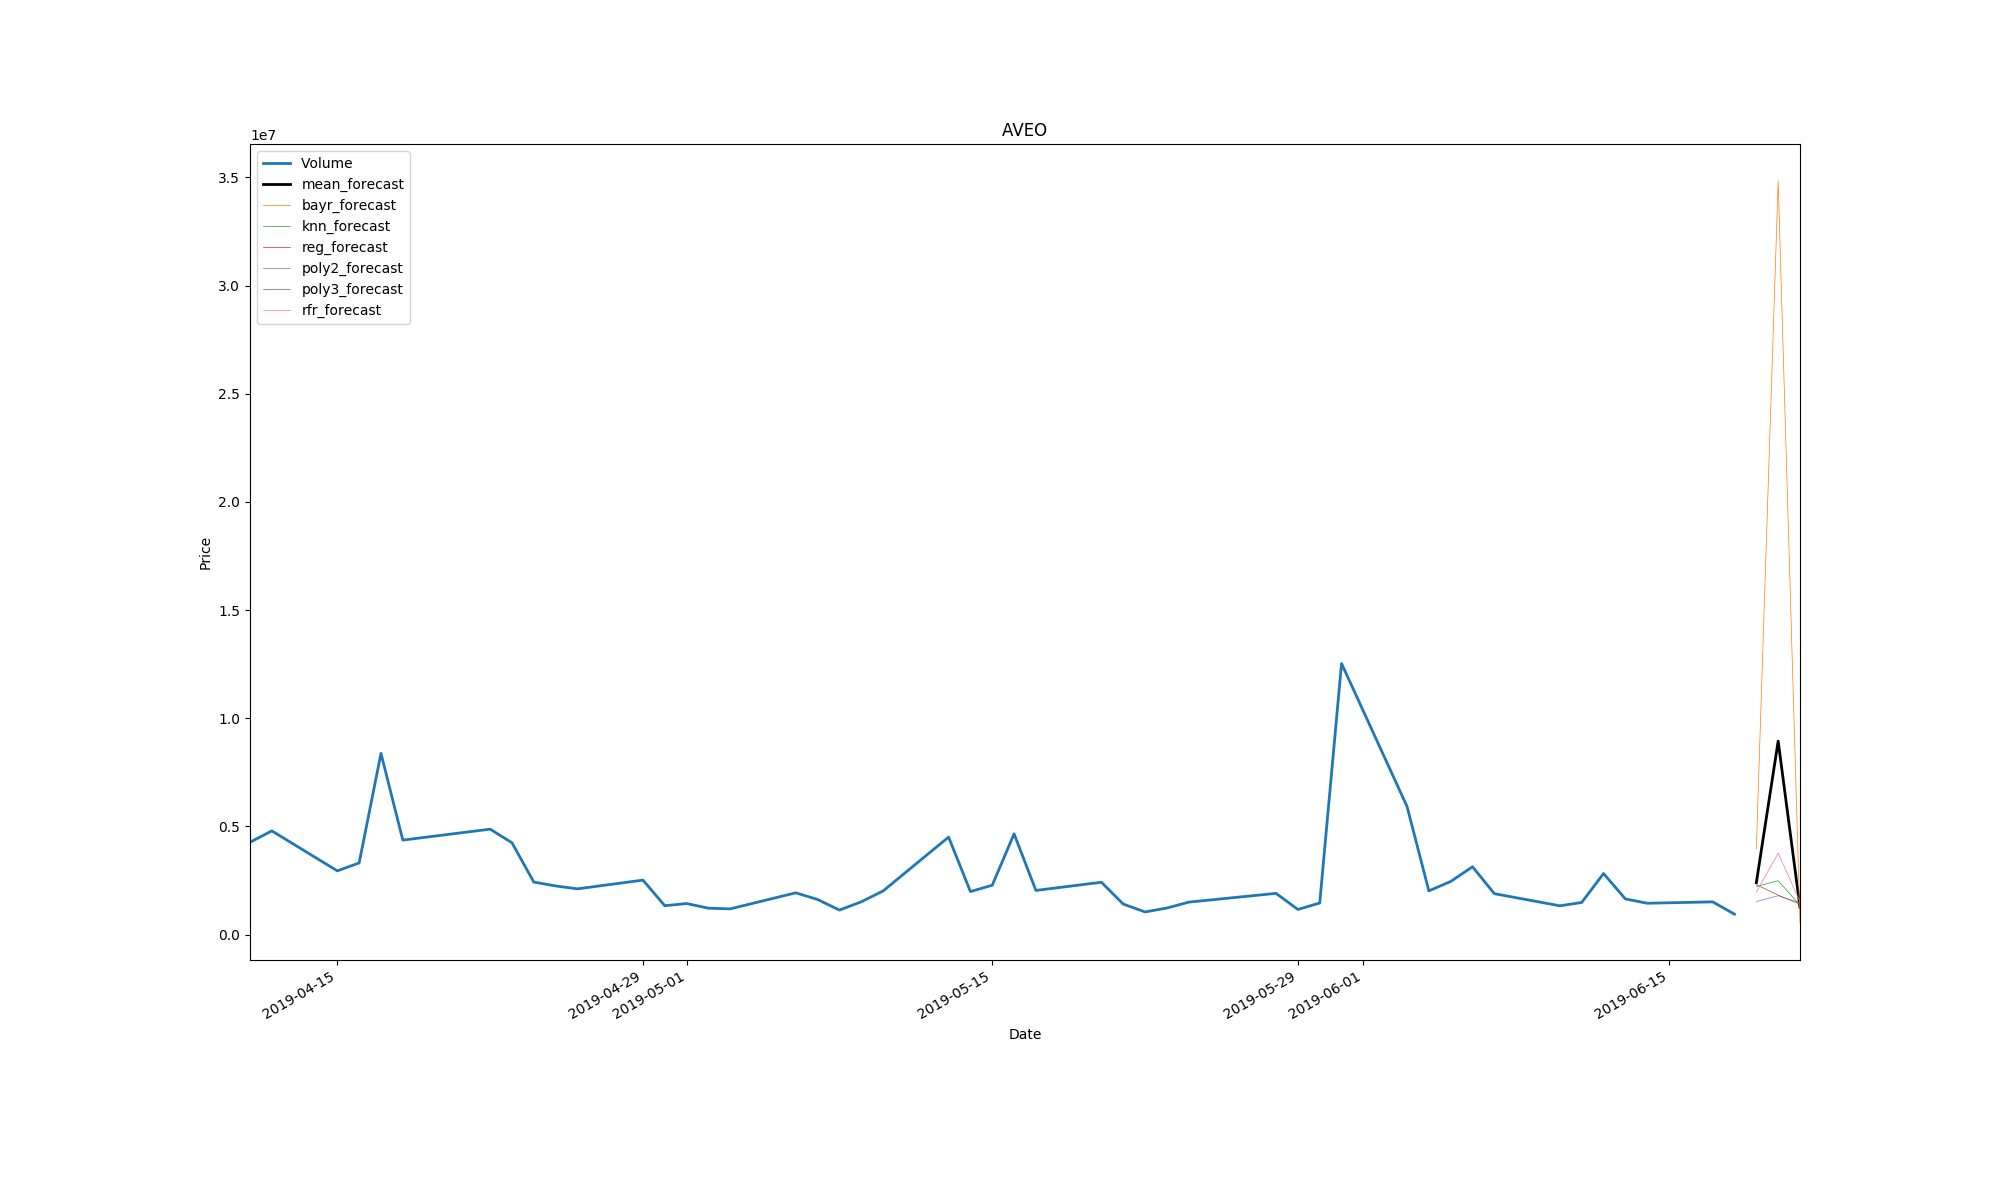 AVEO
1e7
Volume
mean_forecast
bayr_forecast
knn_forecast
reg_forecast
poly2_forecast
poly3_forecast
rfr_forecast
3.5
3.0
2.5
2.0
1.5
1.0
0.5
0.0
Price
2019-04-15
2019-04-29
2019-05-01
2019-05-15
2019-05-29
2019-06-01
2019-06-15
Date